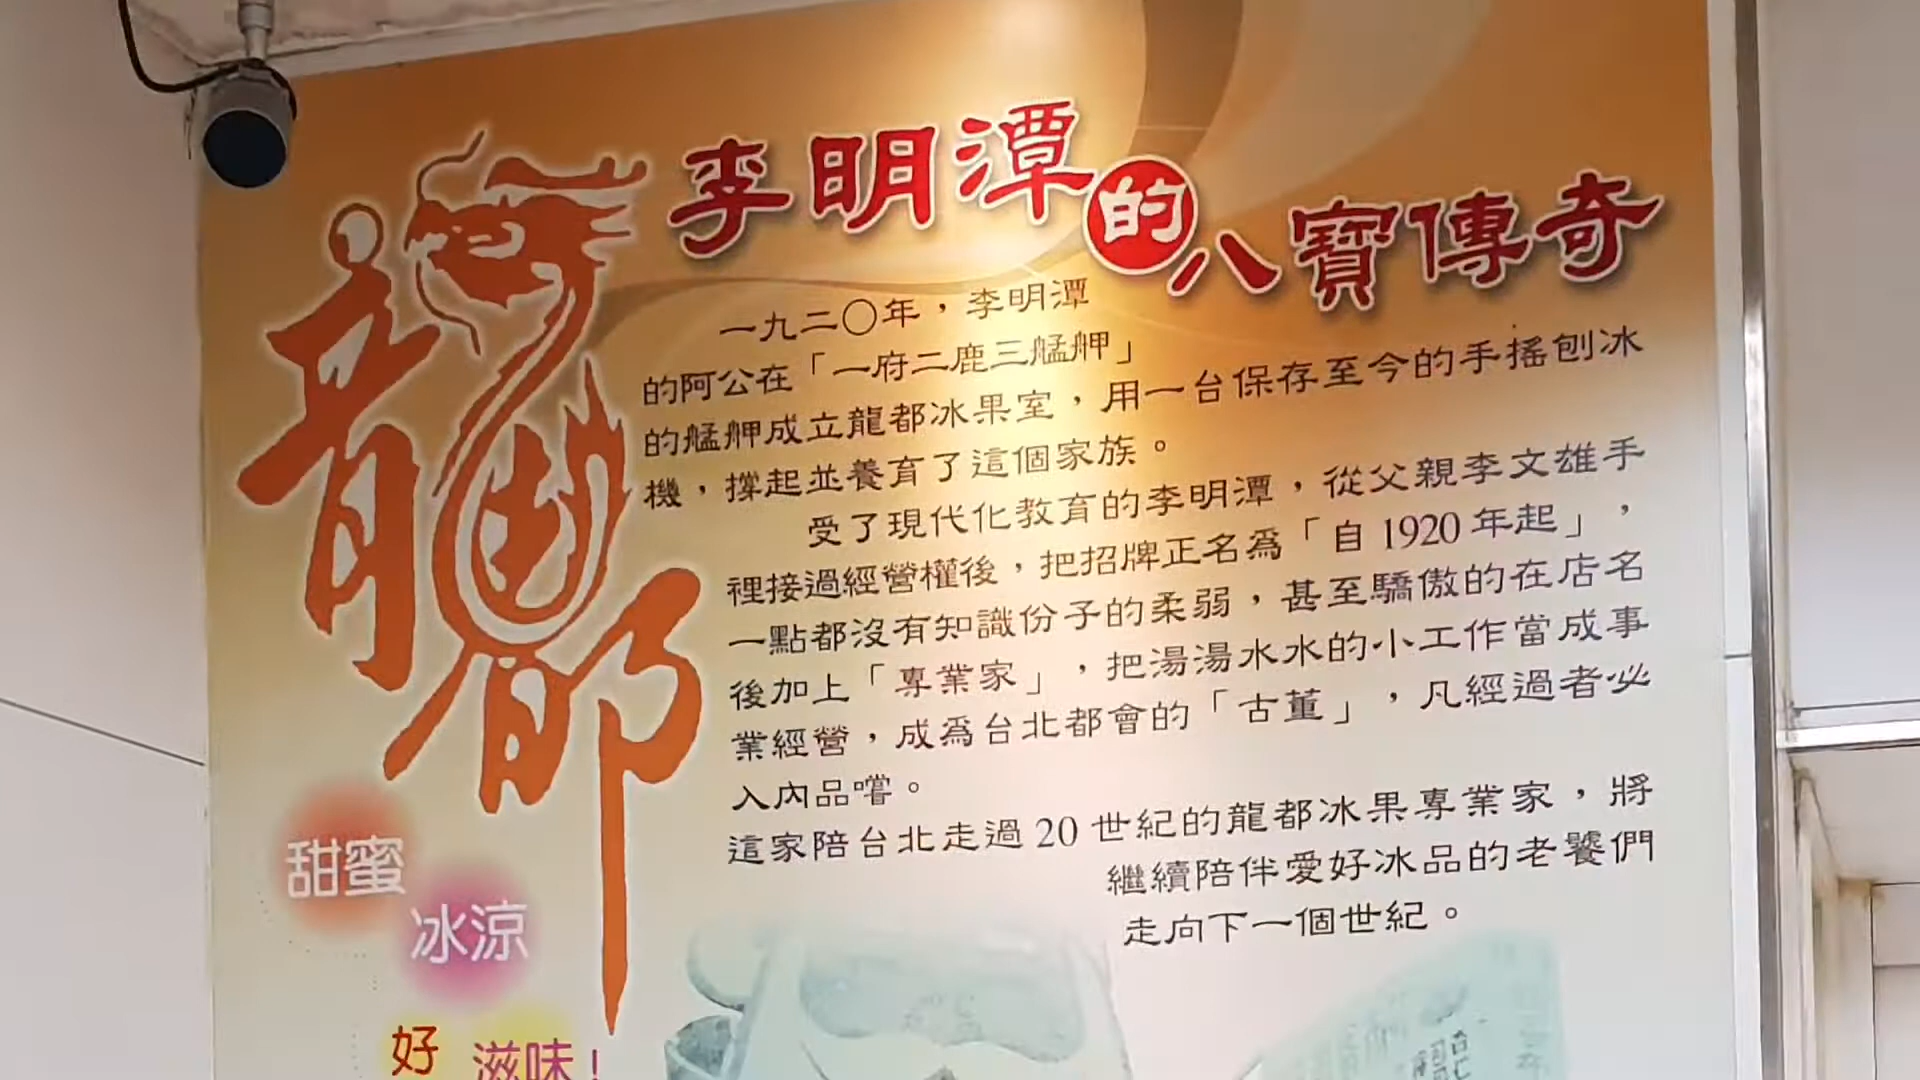 龍都
李明潭的八寶傳奇
一九二〇年，李明潭
的阿公在「一府二鹿三艋舺」
的艋舺成立龍都冰果室，用一台保存至今的手搖刨冰
機，撐起並養育了這個家族。
受了現代化教育的李明潭，從父親李文雄手
裡接過經營權後，把招牌正名為「自1920年起」，
一點都沒有知識份子的柔弱，甚至驕傲的在店名
後加上「專業家」，把湯湯水水的小工作當成事
業經營，成為台北都會的「古董」，凡經過者必
入內品嚐。
這家陪台北走過20世紀的龍都冰果專業家，將
繼續陪伴愛好冰品的老饕們
走向下一個世紀。
甜蜜
冰涼
好滋味！